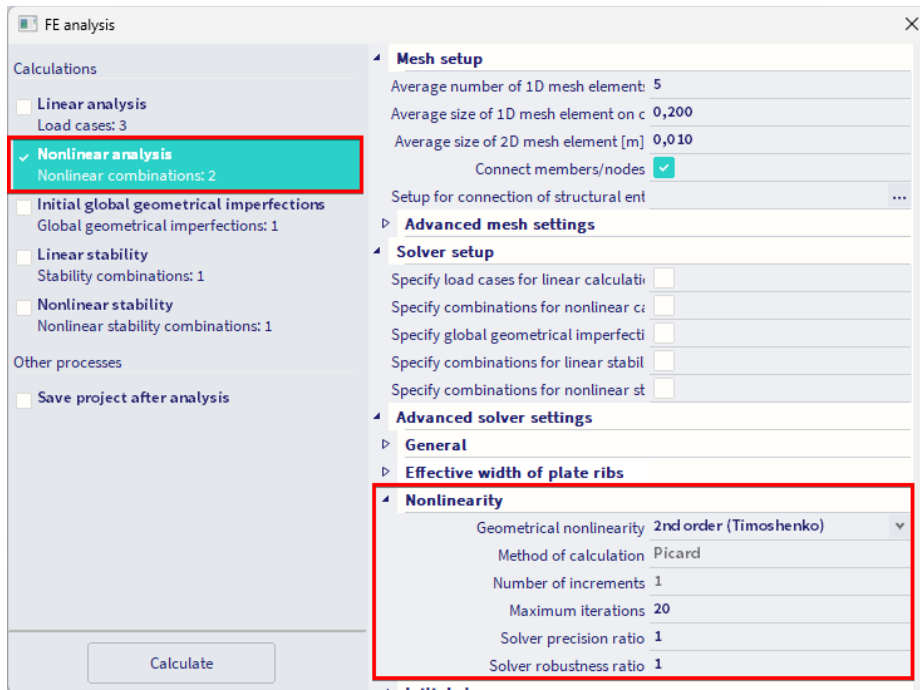 FE analysis
Calculations
Linear analysis
Load cases: 3
Nonlinear analysis
Nonlinear combinations: 2
Initial global geometrical imperfections
Global geometrical imperfections: 1
Linear stability
Stability combinations: 1
Nonlinear stability
Nonlinear stability combinations: 1
Other processes
Save project after analysis
Calculate
Mesh setup
Average number of 1D mesh element: 5
Average size of 1D mesh element on c 0,200
Average size of 2D mesh element [m] 0,010
Connect members/nodes
Setup for connection of structural ent ...
Advanced mesh settings
Solver setup
Specify load cases for linear calculati
Specify combinations for nonlinear ca
Specify global geometrical imperfecti
Specify combinations for linear stabil
Specify combinations for nonlinear st
Advanced solver settings
General
Effective width of plate ribs
Nonlinearity
Geometrical nonlinearity 2nd order (Timoshenko)
Method of calculation Picard
Number of increments 1
Maximum iterations 20
Solver precision ratio 1
Solver robustness ratio 1